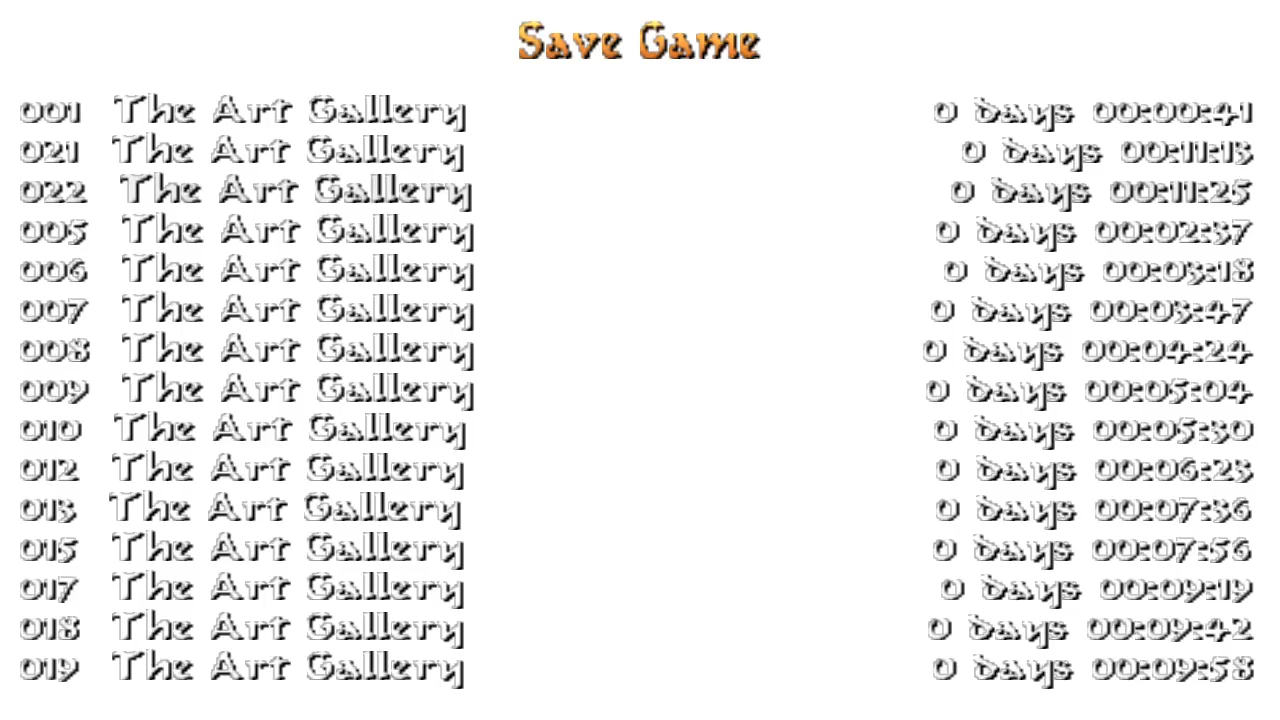 Save Game
001 The Art Gallery 0 days 00:00:41
021 The Art Gallery 0 days 00:11:13
022 The Art Gallery 0 days 00:11:25
005 The Art Gallery 0 days 00:02:37
006 The Art Gallery 0 days 00:03:18
007 The Art Gallery 0 days 00:03:47
008 The Art Gallery 0 days 00:04:24
009 The Art Gallery 0 days 00:05:04
010 The Art Gallery 0 days 00:05:30
012 The Art Gallery 0 days 00:06:23
013 The Art Gallery 0 days 00:07:36
015 The Art Gallery 0 days 00:07:56
017 The Art Gallery 0 days 00:09:19
018 The Art Gallery 0 days 00:09:42
019 The Art Gallery 0 days 00:09:58